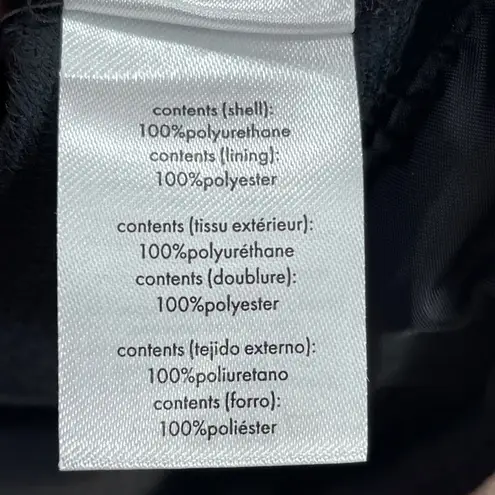 contents (shell):
100%polyurethane
contents (lining):
100%polyester
contents (tissu extérieur):
100%polyuréthane
contents (doublure):
100%polyester
contents (tejido externo):
100%poliuretano
contents (forro):
100%poliéster